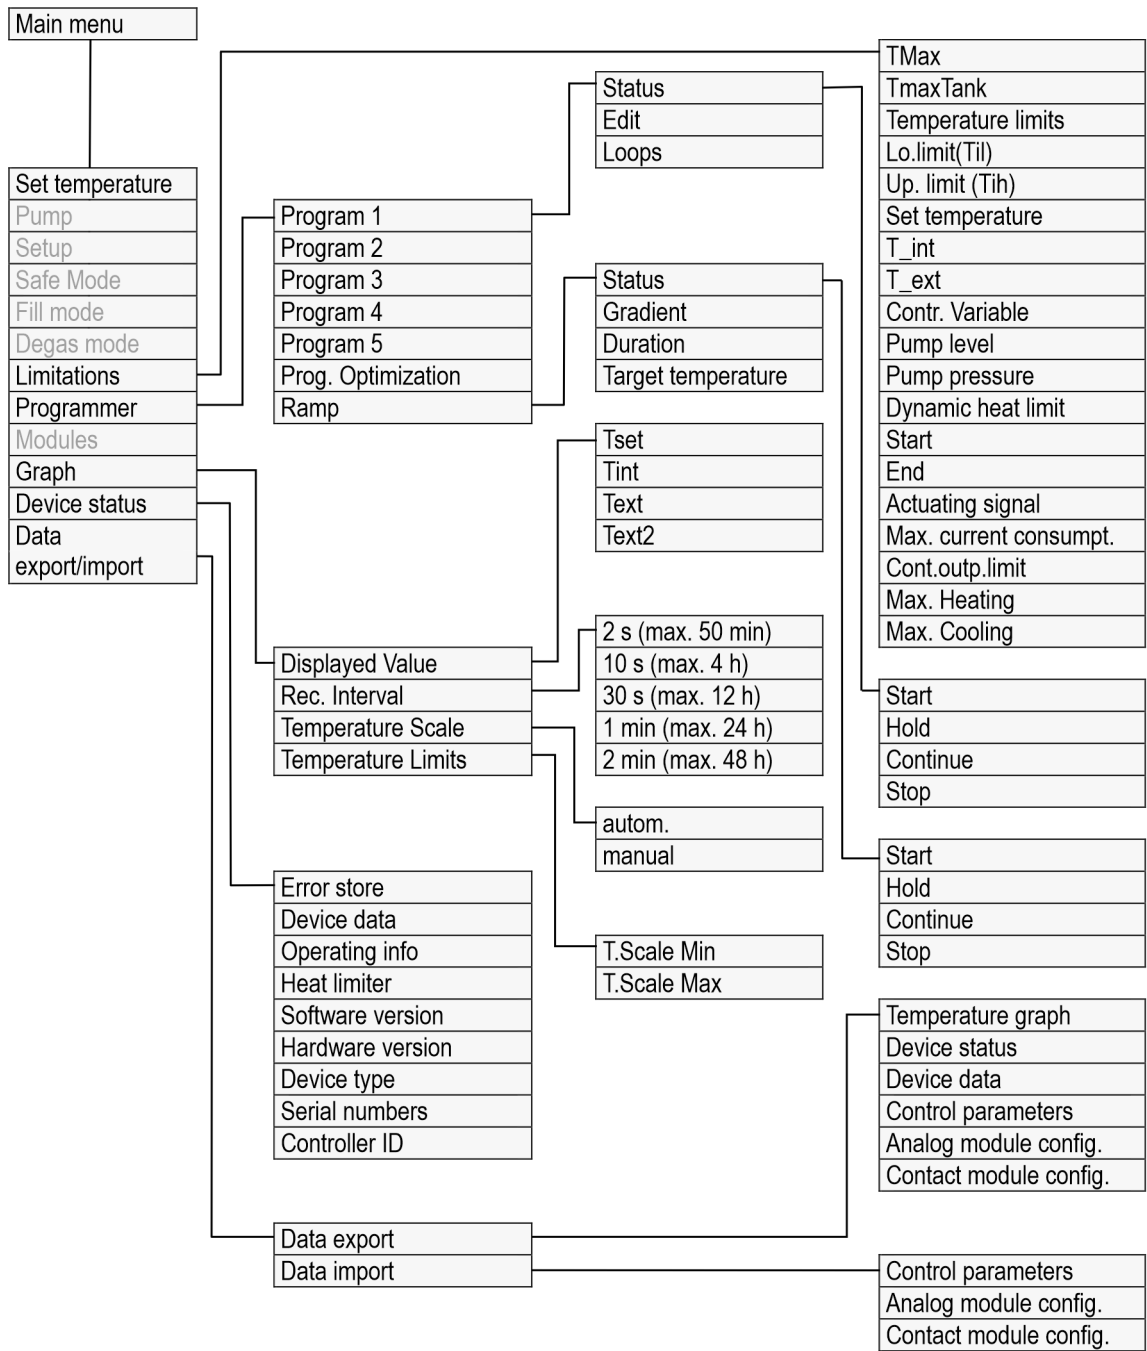 Main menu
Set temperature
Pump
Setup
Safe Mode
Fill mode
Degas mode
Limitations
Programmer
Modules
Graph
Device status
Data
export/import
Program 1
Program 2
Program 3
Program 4
Program 5
Prog. Optimization
Ramp
Displayed Value
Rec. Interval
Temperature Scale
Temperature Limits
Error store
Device data
Operating info
Heat limiter
Software version
Hardware version
Device type
Serial numbers
Controller ID
Data export
Data import
Status
Edit
Loops
Status
Gradient
Duration
Target temperature
Tset
Tint
Text
Text2
2 s (max. 50 min)
10 s (max. 4 h)
30 s (max. 12 h)
1 min (max. 24 h)
2 min (max. 48 h)
autom.
manual
T.Scale Min
T.Scale Max
TMax
TmaxTank
Temperature limits
Lo.limit(Til)
Up. limit (Tih)
Set temperature
T_int
T_ext
Contr. Variable
Pump level
Pump pressure
Dynamic heat limit
Start
End
Actuating signal
Max. current consumpt.
Cont.outp.limit
Max. Heating
Max. Cooling
Start
Hold
Continue
Stop
Start
Hold
Continue
Stop
Temperature graph
Device status
Device data
Control parameters
Analog module config.
Contact module config.
Control parameters
Analog module config.
Contact module config.